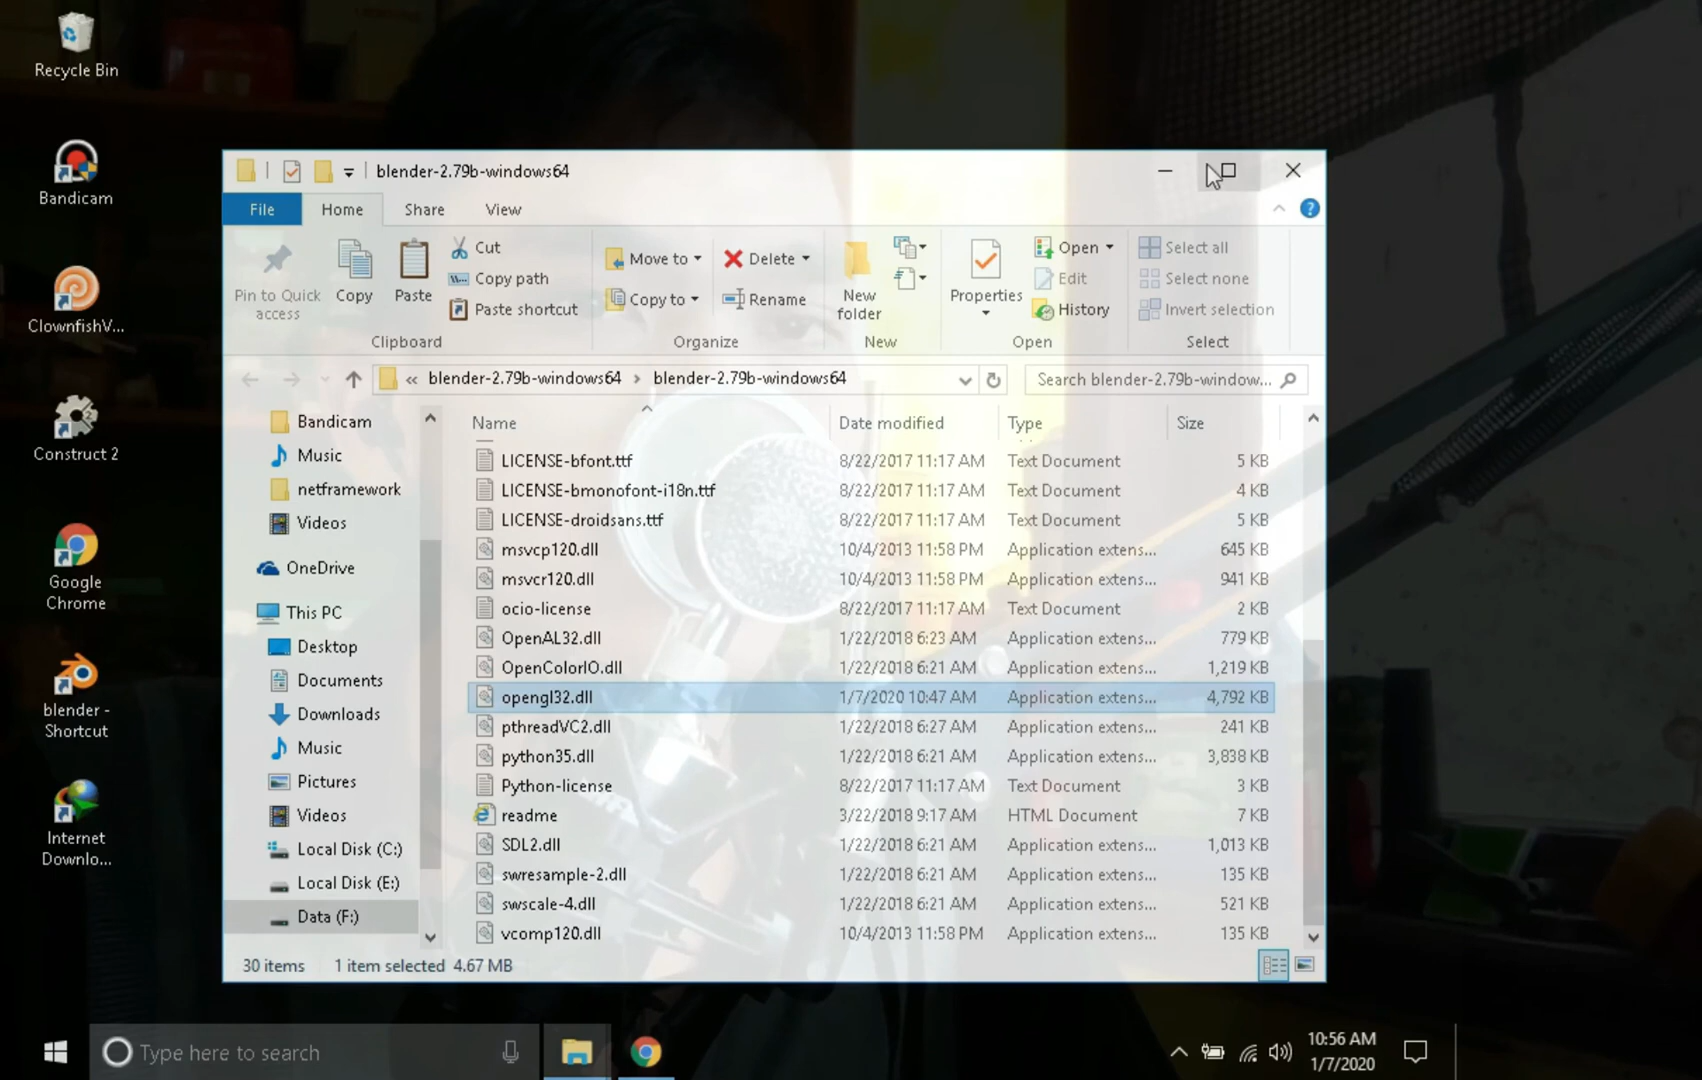 Recycle Bin
Bandicam
ClownfishV...
Construct 2
Google
Chrome
blender -
Shortcut
Internet
Downlo...
blender-2.79b-windows64
File Home Share View
Pin to Quick
access
Copy
Paste
Cut
Copy path
Paste shortcut
Clipboard
Move to
Copy to
Delete
Rename
Organize
New
folder
New
Properties
Open
Edit
History
Open
Select all
Select none
Invert selection
Select
« blender-2.79b-windows64 › blender-2.79b-windows64
Search blender-2.79b-window...
Bandicam
Music
netframework
Videos
OneDrive
This PC
Desktop
Documents
Downloads
Music
Pictures
Videos
Local Disk (C:)
Local Disk (E:)
Data (F:)
Name Date modified Type Size
LICENSE-bfont.ttf 8/22/2017 11:17 AM Text Document 5 KB
LICENSE-bmonofont-i18n.ttf 8/22/2017 11:17 AM Text Document 4 KB
LICENSE-droidsans.ttf 8/22/2017 11:17 AM Text Document 5 KB
msvcp120.dll 10/4/2013 11:58 PM Application extens... 645 KB
msvcr120.dll 10/4/2013 11:58 PM Application extens... 941 KB
ocio-license 8/22/2017 11:17 AM Text Document 2 KB
OpenAL32.dll 1/22/2018 6:23 AM Application extens... 779 KB
OpenColorIO.dll 1/22/2018 6:21 AM Application extens... 1,219 KB
opengl32.dll 1/7/2020 10:47 AM Application extens... 4,792 KB
pthreadVC2.dll 1/22/2018 6:27 AM Application extens... 241 KB
python35.dll 1/22/2018 6:21 AM Application extens... 3,838 KB
Python-license 8/22/2017 11:17 AM Text Document 3 KB
readme 3/22/2018 9:17 AM HTML Document 7 KB
SDL2.dll 1/22/2018 6:21 AM Application extens... 1,013 KB
swresample-2.dll 1/22/2018 6:21 AM Application extens... 135 KB
swscale-4.dll 1/22/2018 6:21 AM Application extens... 521 KB
vcomp120.dll 10/4/2013 11:58 PM Application extens... 135 KB
30 items 1 item selected 4.67 MB
Type here to search
10:56 AM
1/7/2020